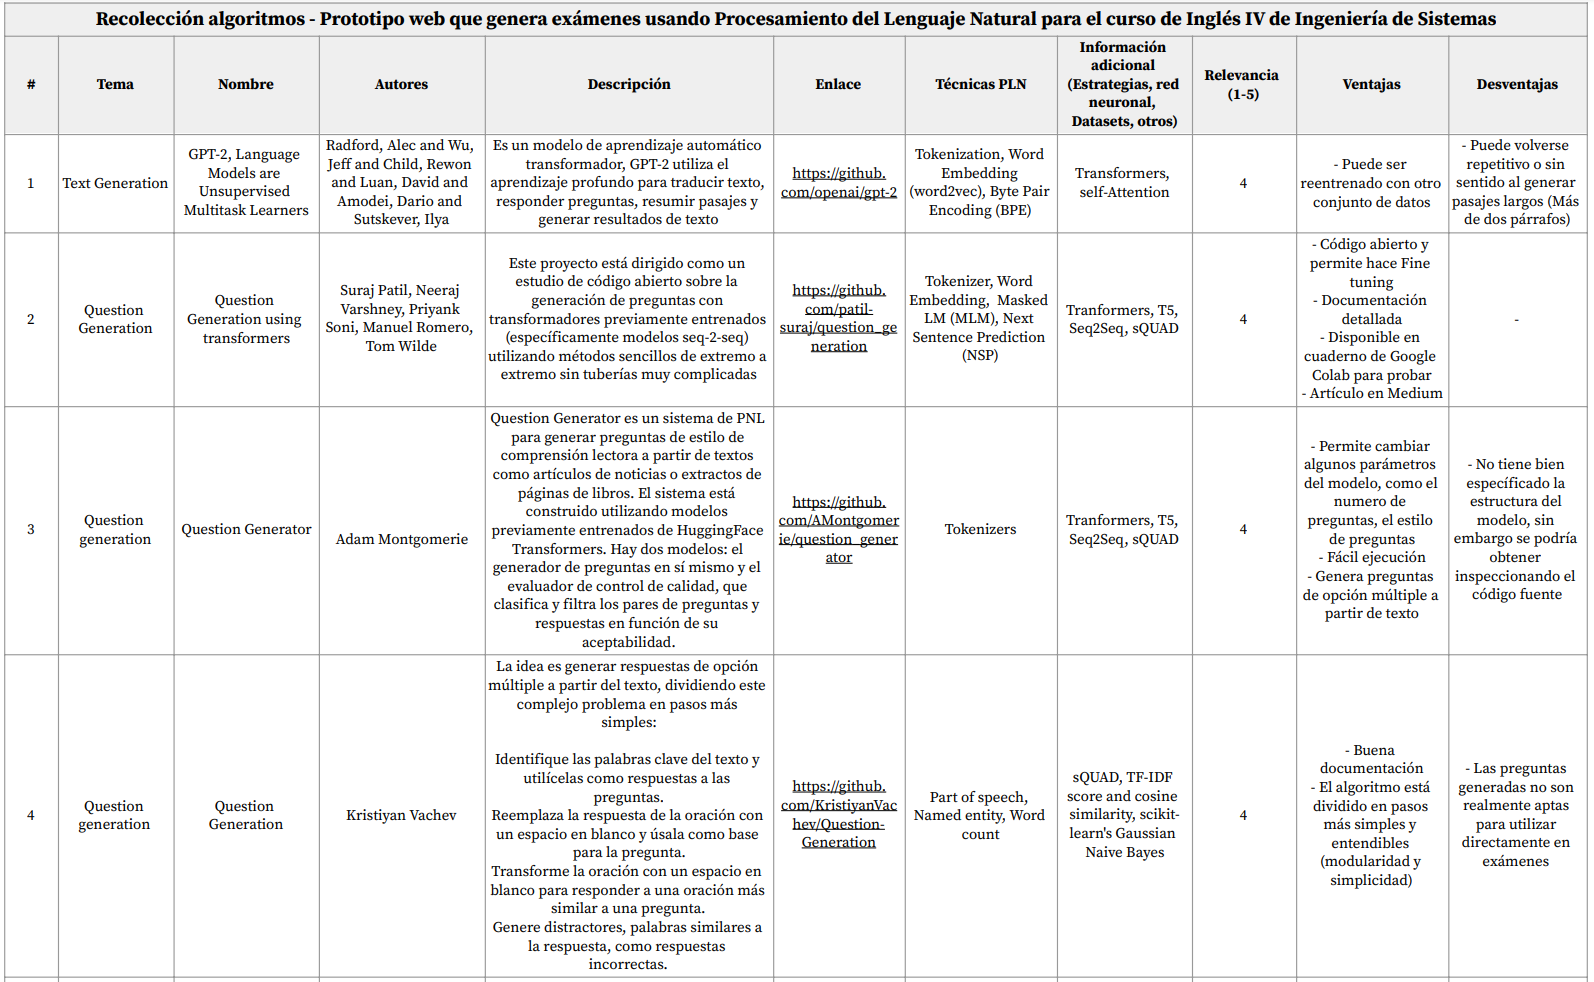 Recolección algoritmos - Prototipo web que genera exámenes usando Procesamiento del Lenguaje Natural para el curso de Inglés IV de Ingeniería de Sistemas
#
Tema
Nombre
Autores
Descripción
Enlace
Técnicas PLN
Información
adicional
(Estrategias, red
neuronal,
Datasets, otros)
Relevancia
(1-5)
Ventajas
Desventajas
1
Text Generation
GPT-2, Language
Models are
Unsupervised
Multitask Learners
Radford, Alec and Wu,
Jeff and Child, Rewon
and Luan, David and
Amodei, Dario and
Sutskever, Ilya
Es un modelo de aprendizaje automático
transformador, GPT-2 utiliza el
aprendizaje profundo para traducir texto,
responder preguntas, resumir pasajes y
generar resultados de texto
https://github.
com/openai/gpt-2
Tokenization, Word
Embedding
(word2vec), Byte Pair
Encoding (BPE)
Transformers,
self-Attention
4
- Puede ser
reentrenado con otro
conjunto de datos
- Puede volverse
repetitivo o sin
sentido al generar
pasajes largos (Más
de dos párrafos)
2
Question
Generation
Question
Generation using
transformers
Suraj Patil, Neeraj
Varshney, Priyank
Soni, Manuel Romero,
Tom Wilde
Este proyecto está dirigido como un
estudio de código abierto sobre la
generación de preguntas con
transformadores previamente entrenados
(específicamente modelos seq-2-seq)
utilizando métodos sencillos de extremo a
extremo sin tuberías muy complicadas
https://github.
com/patil-
suraj/question_ge
neration
Tokenizer, Word
Embedding, Masked
LM (MLM), Next
Sentence Prediction
(NSP)
Tranformers, T5,
Seq2Seq, sQUAD
4
- Código abierto y
permite hace Fine
tuning
- Documentación
detallada
- Disponible en
cuaderno de Google
Colab para probar
- Artículo en Medium
-
3
Question
generation
Question Generator
Adam Montgomerie
Question Generator es un sistema de PNL
para generar preguntas de estilo de
comprensión lectora a partir de textos
como artículos de noticias o extractos de
páginas de libros. El sistema está
construido utilizando modelos
previamente entrenados de HuggingFace
Transformers. Hay dos modelos: el
generador de preguntas en sí mismo y el
evaluador de control de calidad, que
clasifica y filtra los pares de preguntas y
respuestas en función de su
aceptabilidad.
https://github.
com/AMontgomer
ie/question_gener
ator
Tokenizers
Tranformers, T5,
Seq2Seq, sQUAD
4
- Permite cambiar
algunos parámetros
del modelo, como el
numero de
preguntas, el estilo
de preguntas
- Fácil ejecución
- Genera preguntas
de opción múltiple a
partir de texto
- No tiene bien
específicado la
estructura del
modelo, sin
embargo se podría
obtener
inspeccionando el
código fuente
4
Question
generation
Question
Generation
Kristiyan Vachev
La idea es generar respuestas de opción
múltiple a partir del texto, dividiendo este
complejo problema en pasos más
simples:
Identifique las palabras clave del texto y
utilícelas como respuestas a las
preguntas.
Reemplaza la respuesta de la oración con
un espacio en blanco y úsala como base
para la pregunta.
Transforme la oración con un espacio en
blanco para responder a una oración más
similar a una pregunta.
Genere distractores, palabras similares a
la respuesta, como respuestas
incorrectas.
https://github.
com/KristiyanVac
hev/Question-
Generation
Part of speech,
Named entity, Word
count
sQUAD, TF-IDF
score and cosine
similarity, scikit-
learn's Gaussian
Naive Bayes
4
- Buena
documentación
- El algoritmo está
dividido en pasos
más simples y
entendibles
(modularidad y
simplicidad)
- Las preguntas
generadas no son
realmente aptas
para utilizar
directamente en
exámenes